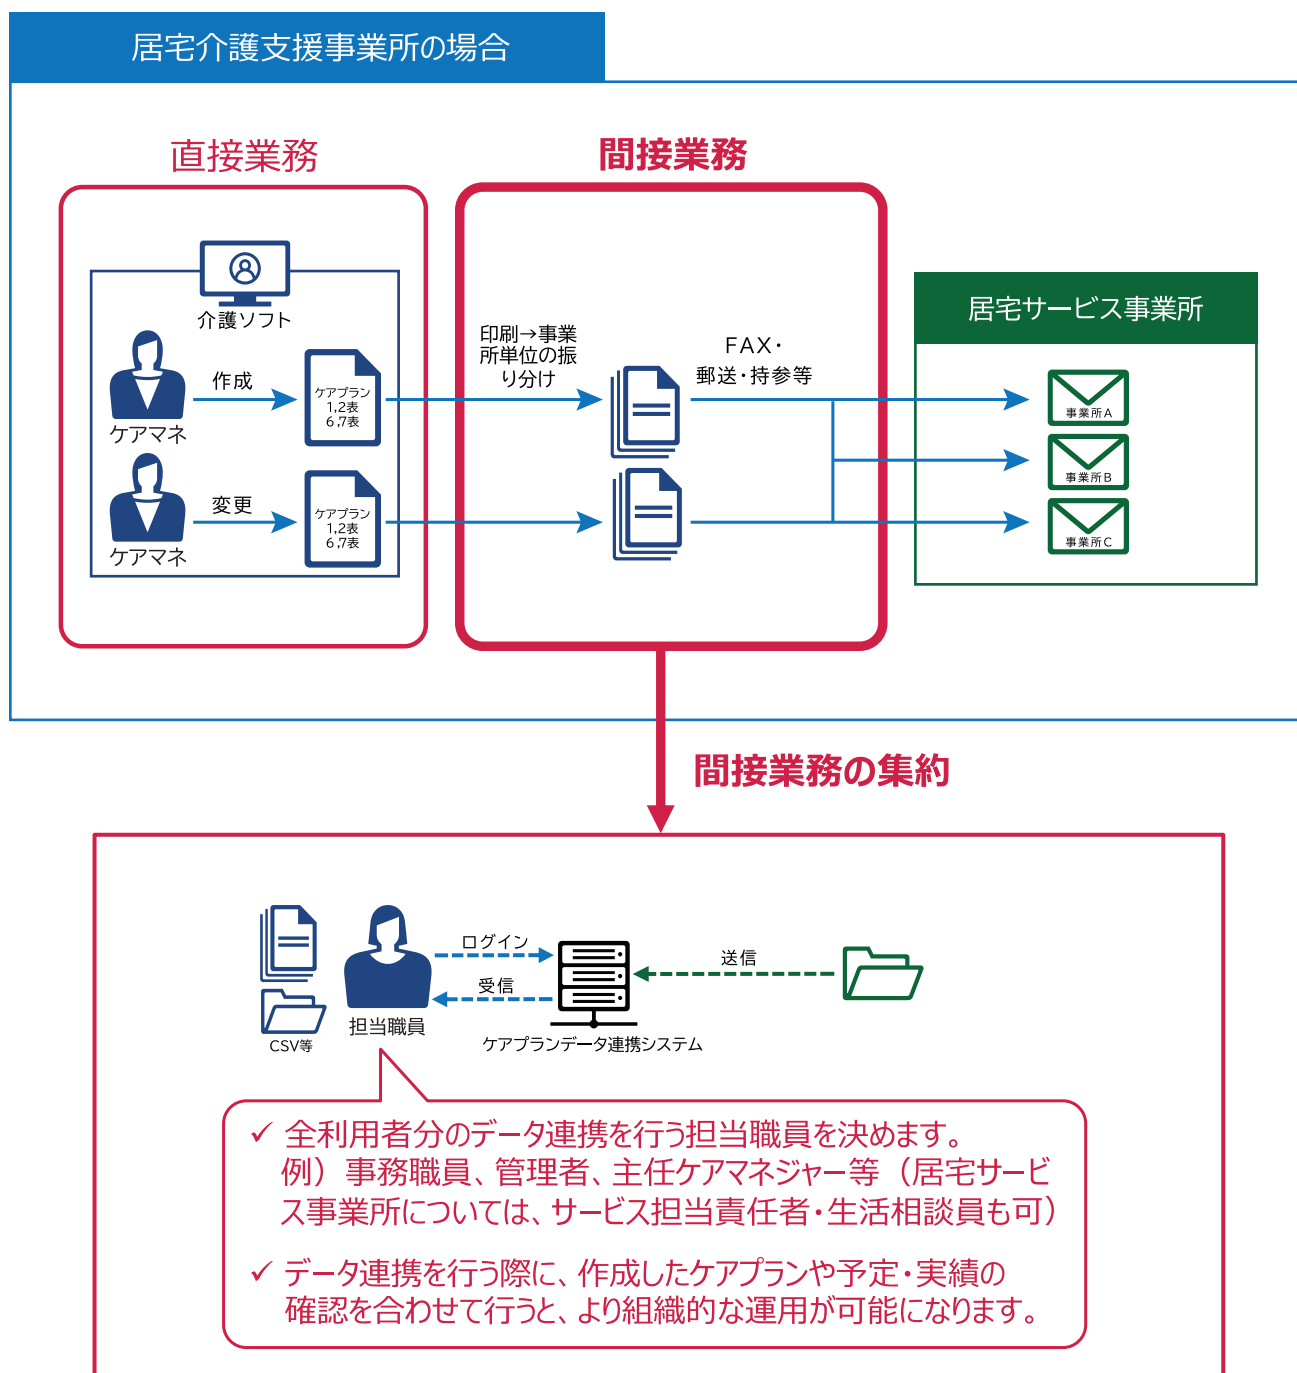 居宅介護支援事業所の場合
直接業務
間接業務
介護ソフト
ケアマネ
作成
ケアプラン
1,2表
6,7表
ケアマネ
変更
ケアプラン
1,2表
6,7表
印刷→事業
所単位の振
り分け
FAX・
郵送・持参等
居宅サービス事業所
事業所A
事業所B
事業所C
間接業務の集約
CSV等
担当職員
ログイン
受信
ケアプランデータ連携システム
送信
✓ 全利用者分のデータ連携を行う担当職員を決めます。
例）事務職員、管理者、主任ケアマネジャー等（居宅サービ
ス事業所については、サービス担当責任者・生活相談員も可）
✓ データ連携を行う際に、作成したケアプランや予定・実績の
確認を合わせて行うと、より組織的な運用が可能になります。